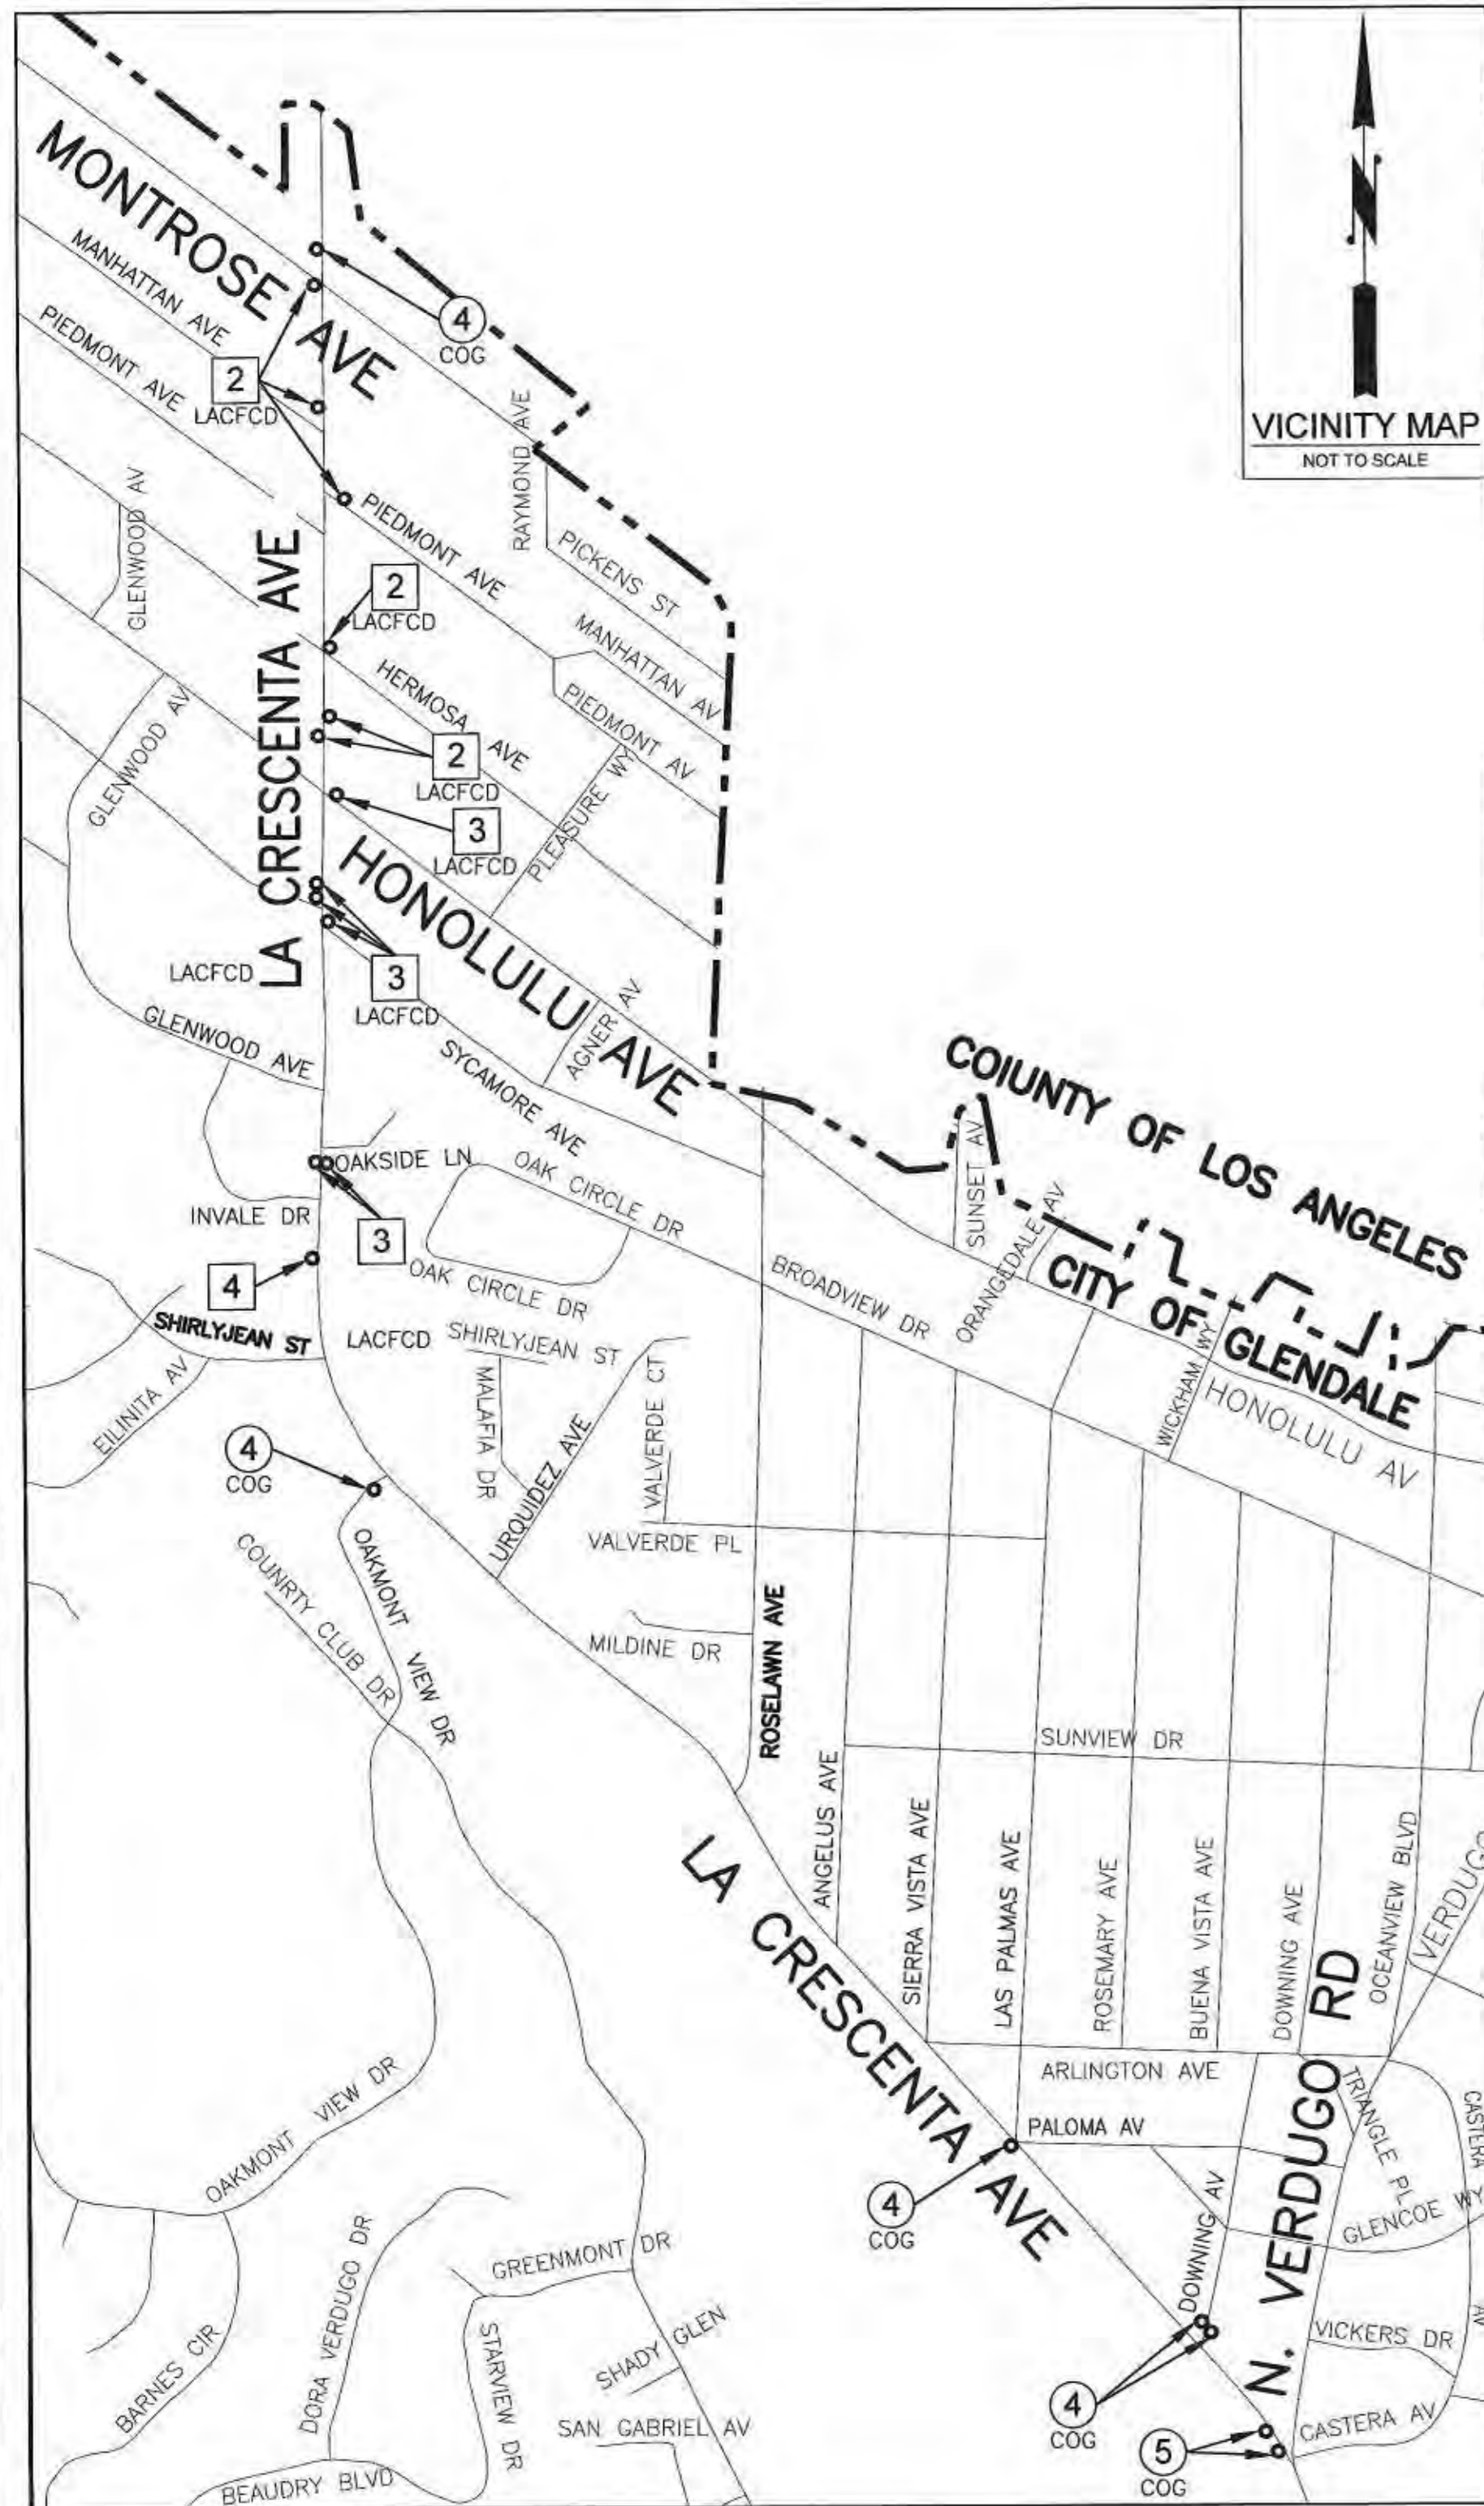 VICINITY MAP
NOT TO SCALE
N
MONTROSE AVE
MANHATTAN AVE
PIEDMONT AVE
4
COG
2
LACFCD
RAYMOND AVE
GLENWOOD AV
PIEDMONT AVE
PICKENS ST
LA CRESCENTA AVE
2
LACFCD
MANHATTAN AV
HERMOSA AVE
PIEDMONT AV
GLENWOOD AV
2
LACFCD
PLEASURE WY
3
LACFCD
HONOLULU AVE
LACFCD
3
LACFCD
AGNER AV
GLENWOOD AVE
SYCAMORE AVE
COIUNTY OF LOS ANGELES
CITY OF GLENDALE
SUNSET AV
ORANGEDALE AV
OAKSIDE LN
OAK CIRCLE DR
INVALE DR
3
4
OAK CIRCLE DR
BROADVIEW DR
SHIRLYJEAN ST
LACFCD
SHIRLYJEAN ST
WICKHAM WY
HONOLULU AV
EILINITA AV
MALAFIA DR
URQUIDEZ AVE
VALVERDE CT
4
COG
VALVERDE PL
COUNRTY CLUB DR
OAKMONT VIEW DR
MILDINE DR
ROSELAWN AVE
SUNVIEW DR
ANGELUS AVE
SIERRA VISTA AVE
LAS PALMAS AVE
ROSEMARY AVE
BUENA VISTA AVE
DOWNING AVE
OCEANVIEW BLVD
VERDUGO
LA CRESCENTA AVE
N. VERDUGO RD
ARLINGTON AVE
TRIANGLE PL
CASTERA
AV
PALOMA AV
OAKMONT VIEW DR
4
COG
DOWNING AV
GLENCOE WY
GREENMONT DR
DORA VERDUGO DR
STARVIEW DR
SHADY GLEN
VICKERS DR
BARNES CIR
SAN GABRIEL AV
4
COG
CASTERA AV
5
COG
BEAUDRY BLVD